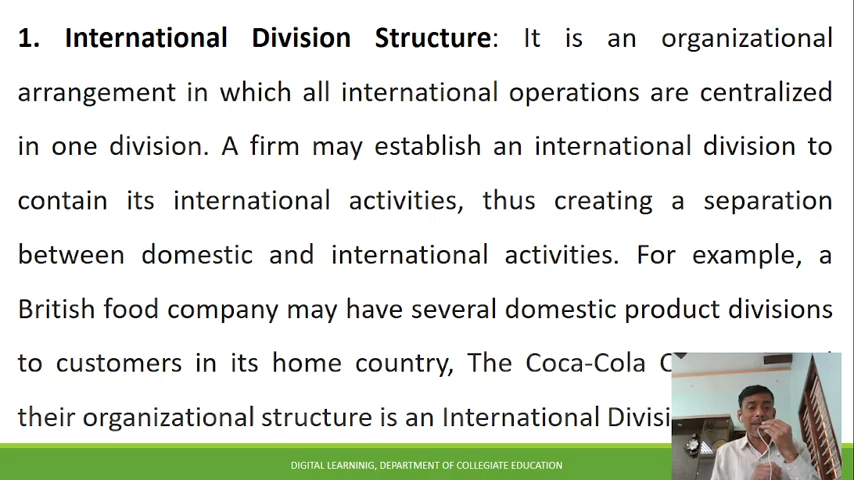 1. International Division Structure: It is an organizational
arrangement in which all international operations are centralized
in one division. A firm may establish an international division to
contain its international activities, thus creating a separation
between domestic and international activities. For example, a
British food company may have several domestic product divisions
to customers in its home country, The Coca-Cola
their organizational structure is an International
DIGITAL LEARNINIG, DEPARTMENT OF COLLEGIATE EDUCATION